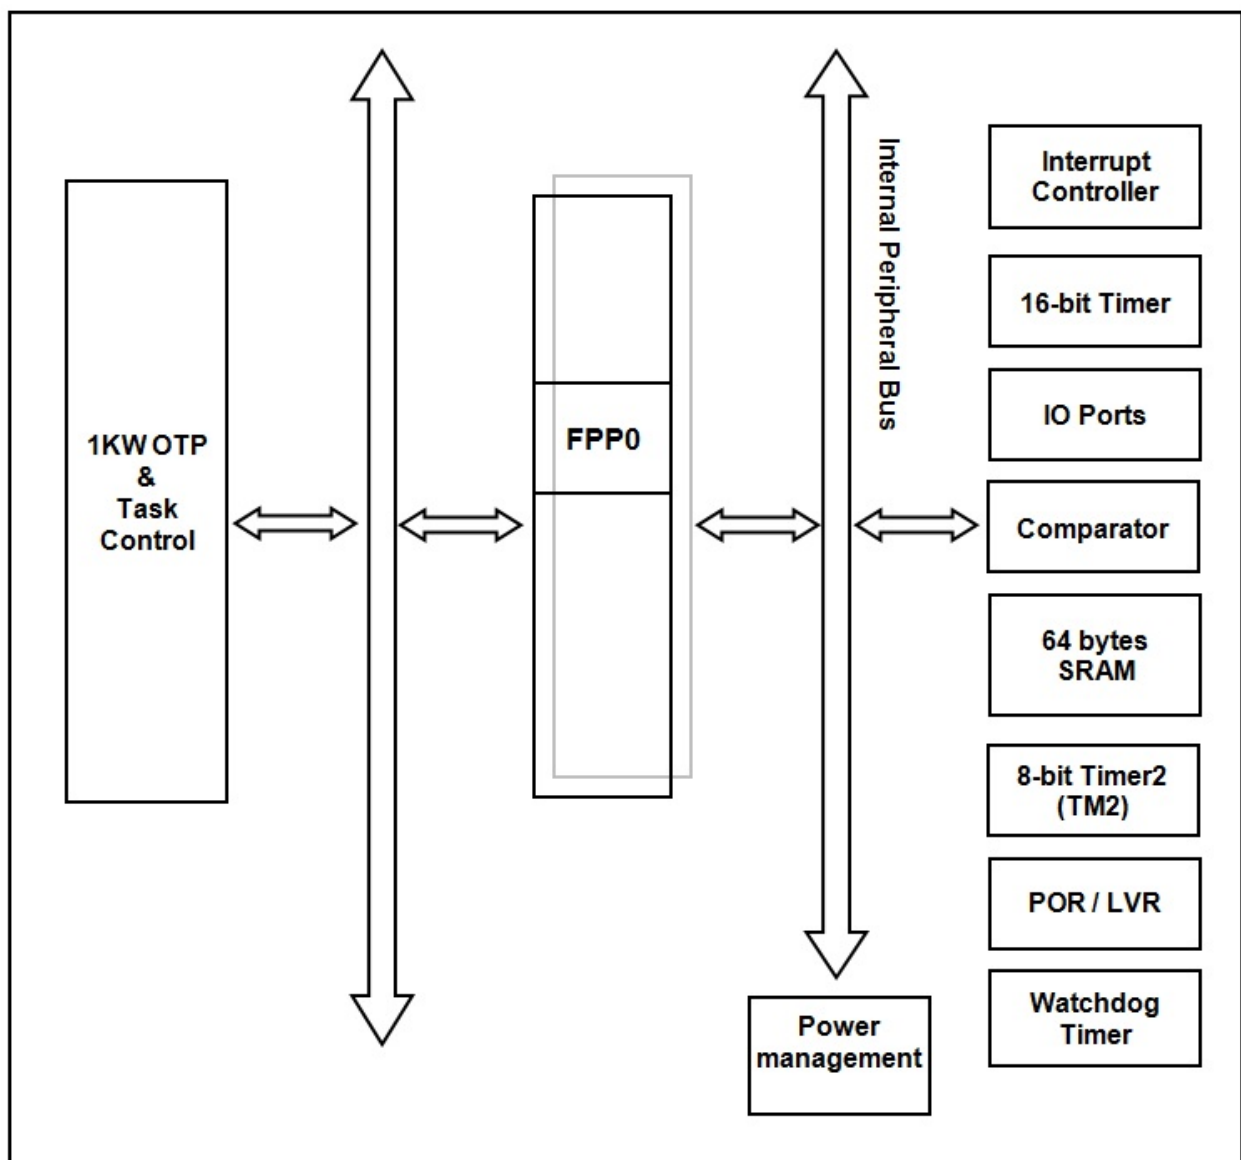 1KW OTP
&
Task
Control
FPP0
Internal Peripheral Bus
Interrupt
Controller
16-bit Timer
IO Ports
Comparator
64 bytes
SRAM
8-bit Timer2
(TM2)
POR / LVR
Watchdog
Timer
Power
management